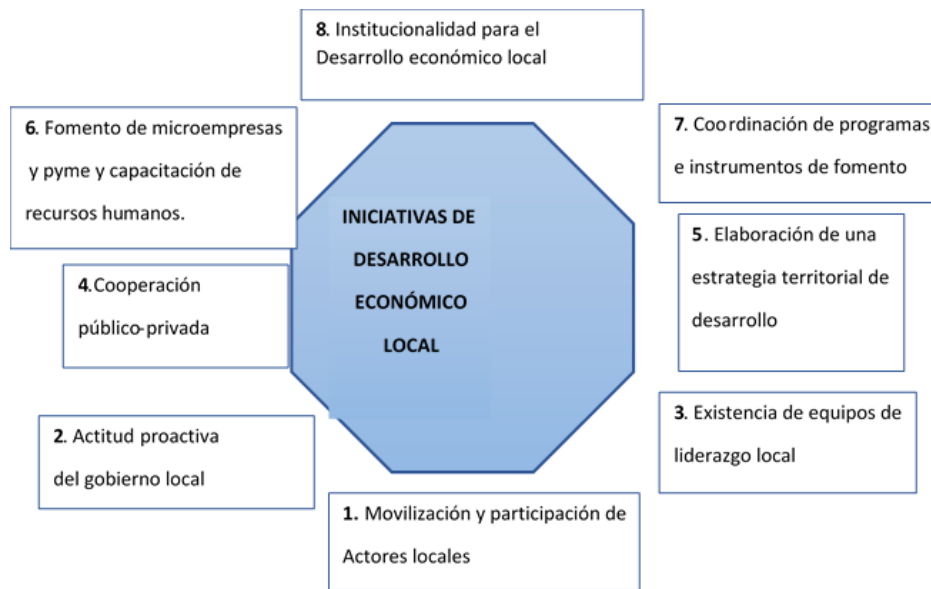 8. Institucionalidad para el
Desarrollo económico local
6. Fomento de microempresas
y pyme y capacitación de
recursos humanos.
7. Coordinación de programas
e instrumentos de fomento
INICIATIVAS DE
DESARROLLO
ECONÓMICO
LOCAL
5. Elaboración de una
estrategia territorial de
desarrollo
4.Cooperación
público-privada
3. Existencia de equipos de
liderazgo local
2. Actitud proactiva
del gobierno local
1. Movilización y participación de
Actores locales